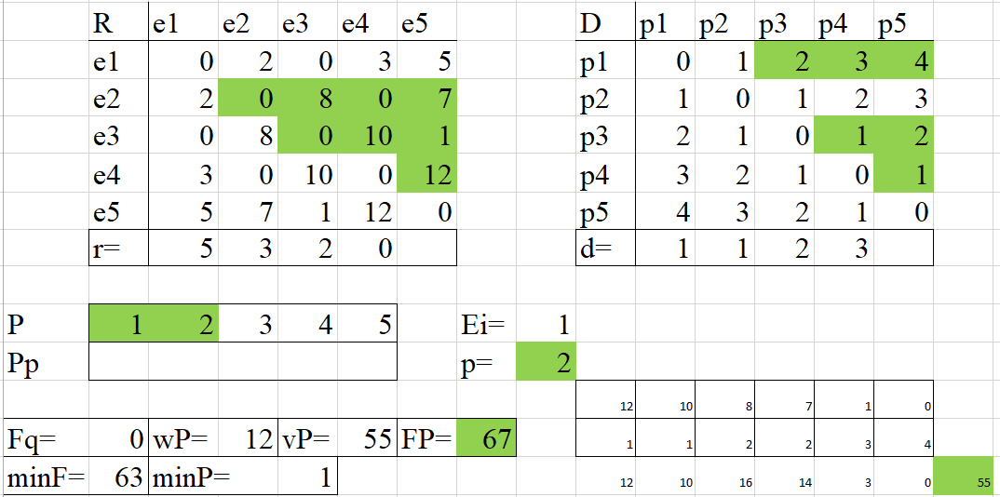 R e1 e2 e3 e4 e5 D p1 p2 p3 p4 p5
e1 0 2 0 3 5 p1 0 1 2 3 4
e2 2 0 8 0 7 p2 1 0 1 2 3
e3 0 8 0 10 1 p3 2 1 0 1 2
e4 3 0 10 0 12 p4 3 2 1 0 1
e5 5 7 1 12 0 p5 4 3 2 1 0
r= 5 3 2 0 d= 1 1 2 3
P 1 2 3 4 5 Ei= 1
Pp p= 2
12 10 8 7 1 0
Fq= 0 wP= 12 vP= 55 FP= 67 1 1 2 2 3 4
minF= 63 minP= 1 12 10 16 14 3 0 55